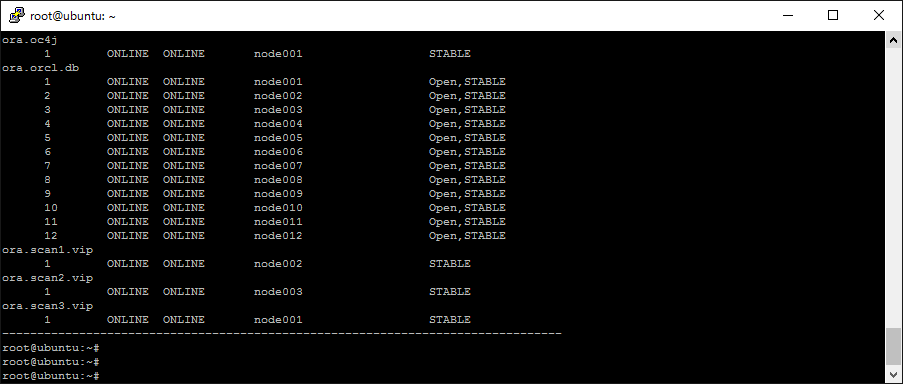 root@ubuntu: ~
ora.oc4j
1 ONLINE ONLINE node001 STABLE
ora.orcl.db
1 ONLINE ONLINE node001 Open,STABLE
2 ONLINE ONLINE node002 Open,STABLE
3 ONLINE ONLINE node003 Open,STABLE
4 ONLINE ONLINE node004 Open,STABLE
5 ONLINE ONLINE node005 Open,STABLE
6 ONLINE ONLINE node006 Open,STABLE
7 ONLINE ONLINE node007 Open,STABLE
8 ONLINE ONLINE node008 Open,STABLE
9 ONLINE ONLINE node009 Open,STABLE
10 ONLINE ONLINE node010 Open,STABLE
11 ONLINE ONLINE node011 Open,STABLE
12 ONLINE ONLINE node012 Open,STABLE
ora.scan1.vip
1 ONLINE ONLINE node002 STABLE
ora.scan2.vip
1 ONLINE ONLINE node003 STABLE
ora.scan3.vip
1 ONLINE ONLINE node001 STABLE
--------------------------------------------------------------------------------
root@ubuntu:~#
root@ubuntu:~#
root@ubuntu:~#